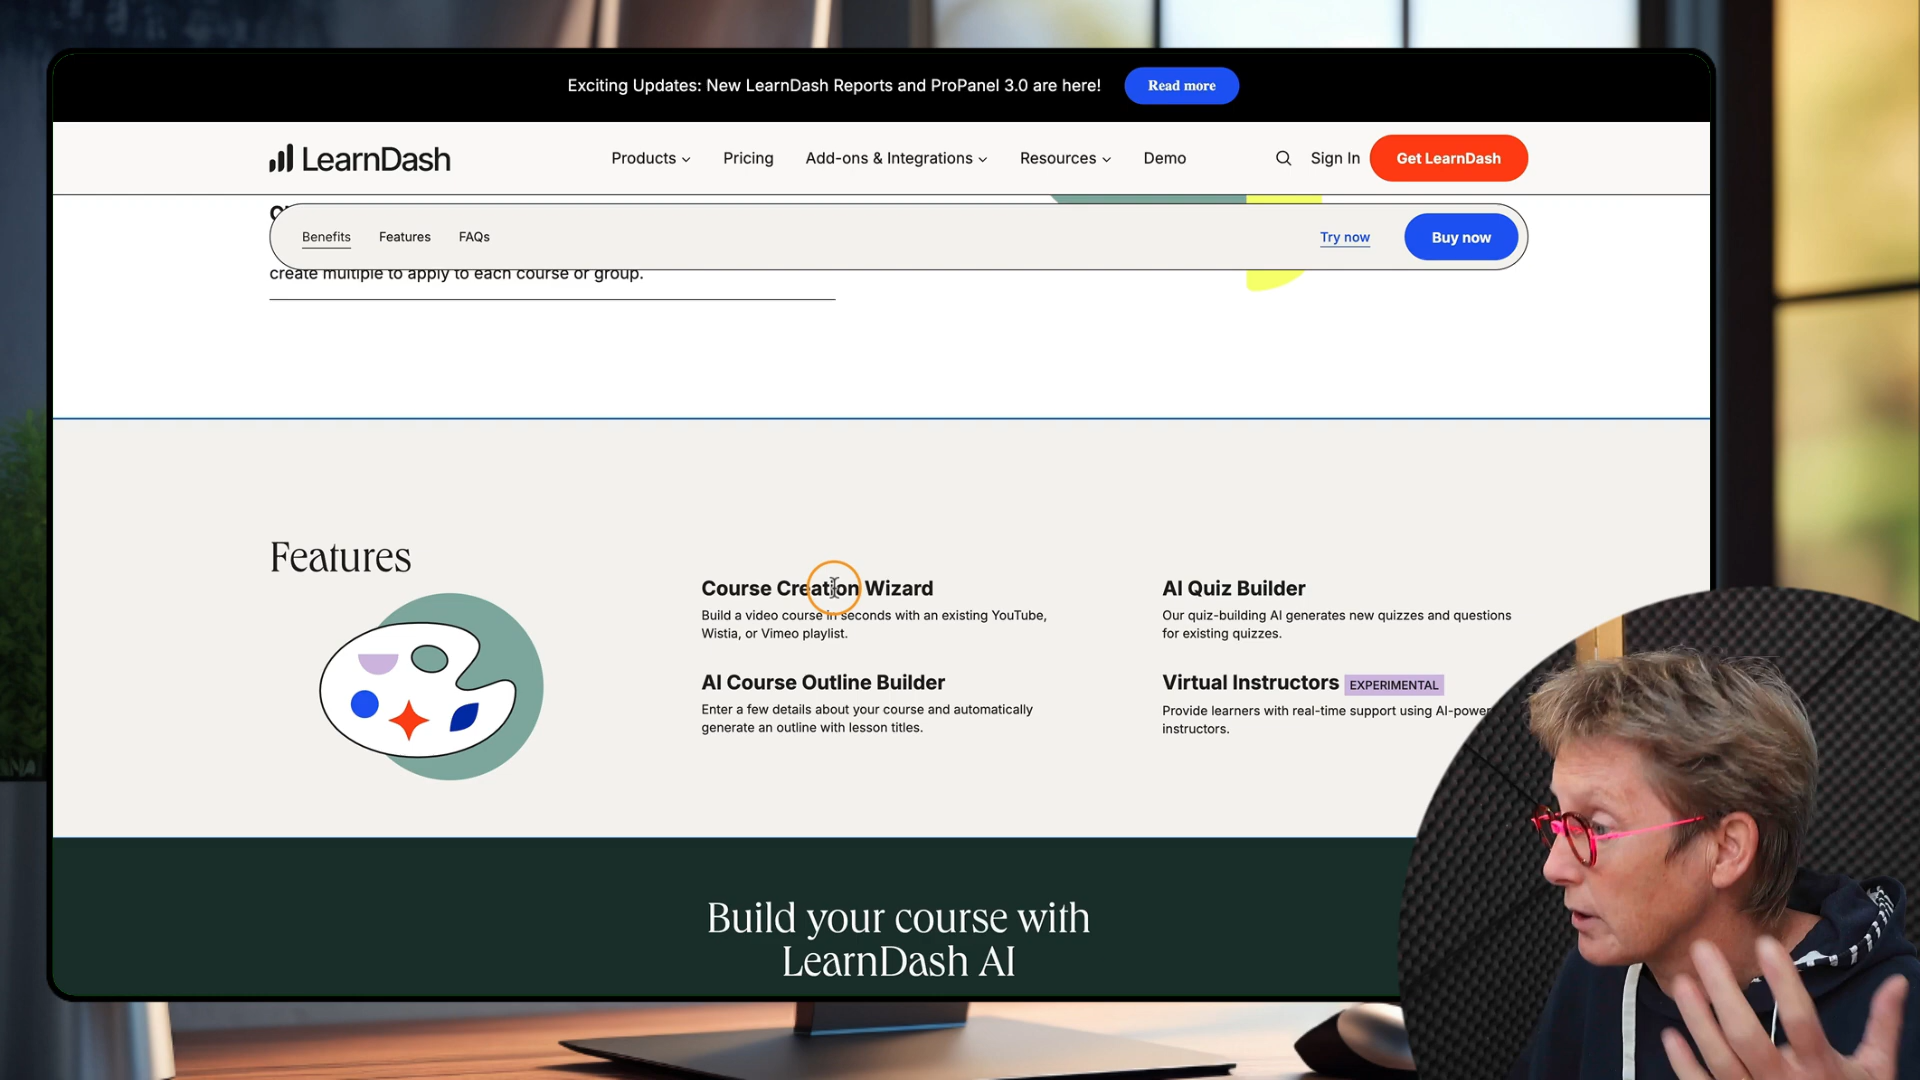 Exciting Updates: New LearnDash Reports and ProPanel 3.0 are here! Read more
LearnDash Products Pricing Add-ons & Integrations Resources Demo Sign In Get LearnDash
Benefits Features FAQs Try now Buy now
create multiple to apply to each course or group.
Features
Course Creation Wizard
Build a video course in seconds with an existing YouTube,
Wistia, or Vimeo playlist.
AI Quiz Builder
Our quiz-building AI generates new quizzes and questions
for existing quizzes.
AI Course Outline Builder
Enter a few details about your course and automatically
generate an outline with lesson titles.
Virtual Instructors EXPERIMENTAL
Provide learners with real-time support using
instructors.
Build your course with
LearnDash AI